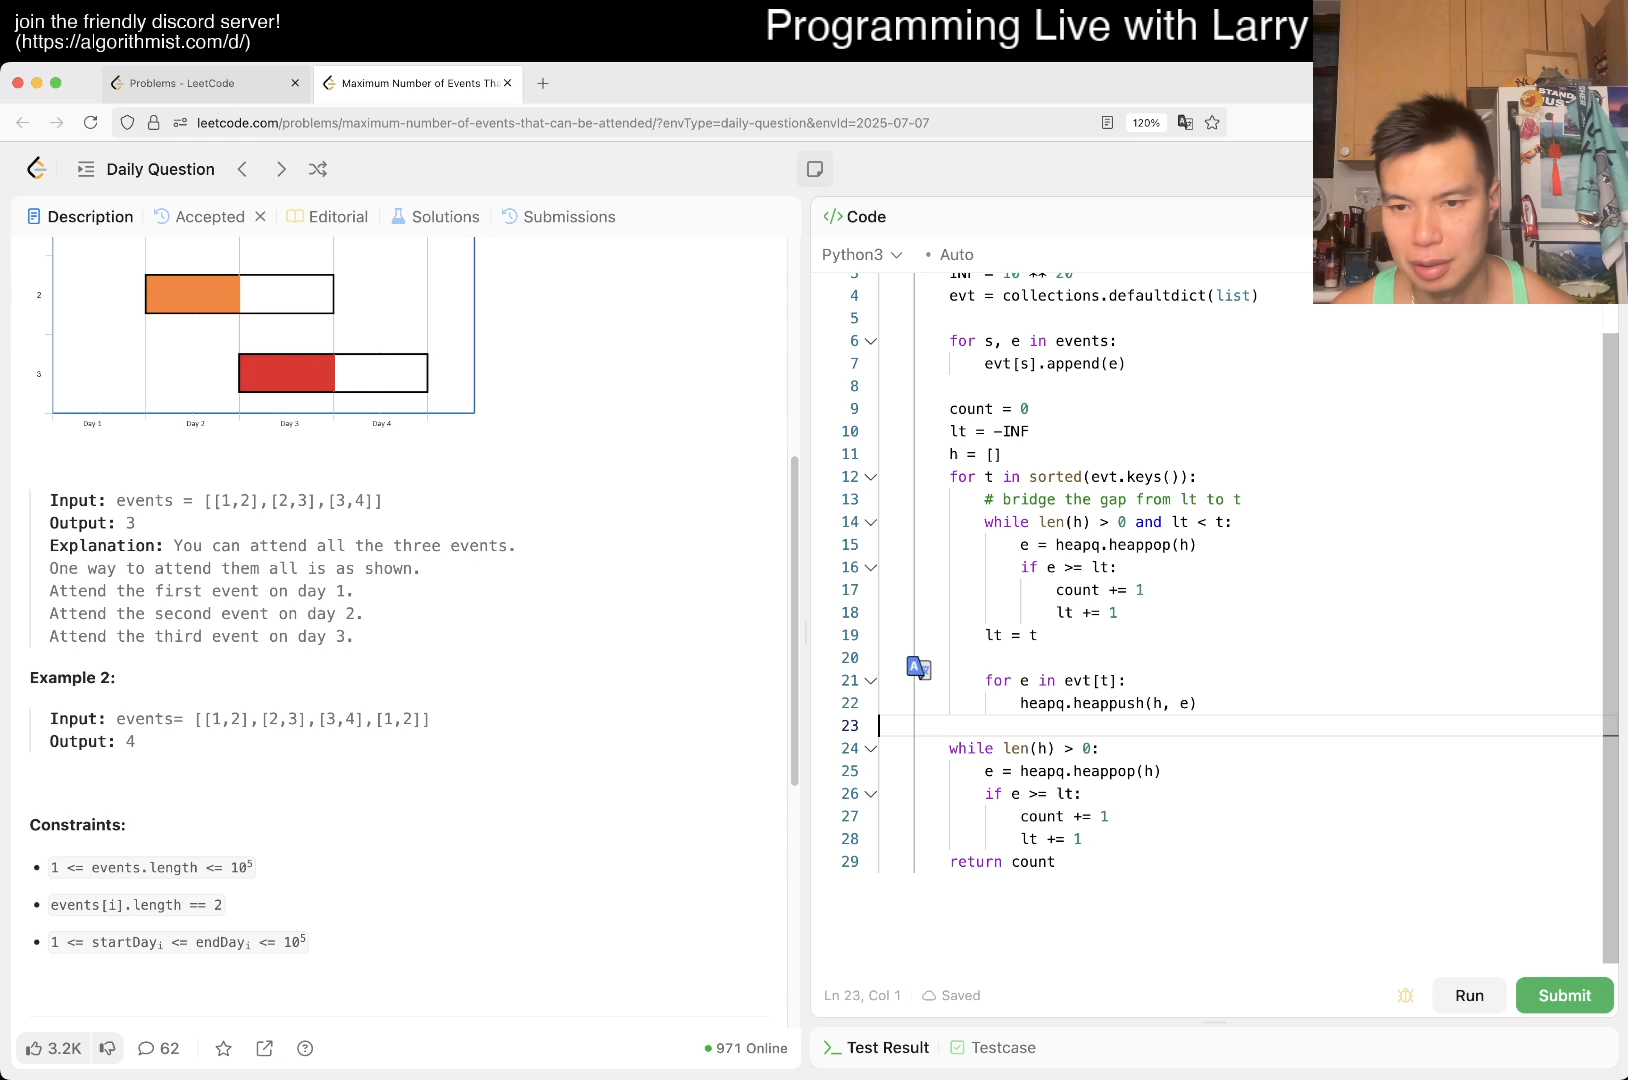 join the friendly discord server!
(https://algorithmist.com/d/)
Programming Live with Larry
Problems - LeetCode
Maximum Number of Events Tha
leetcode.com/problems/maximum-number-of-events-that-can-be-attended/?envType=daily-question&envId=2025-07-07
120%
Daily Question
Description
Accepted
Editorial
Solutions
Submissions
2
3
Day 1
Day 2
Day 3
Day 4
Input: events = [[1,2],[2,3],[3,4]]
Output: 3
Explanation: You can attend all the three events.
One way to attend them all is as shown.
Attend the first event on day 1.
Attend the second event on day 2.
Attend the third event on day 3.
Example 2:
Input: events= [[1,2],[2,3],[3,4],[1,2]]
Output: 4
Constraints:
• 1 <= events.length <= 10⁵
• events[i].length == 2
• 1 <= startDayᵢ <= endDayᵢ <= 10⁵
3.2K
62
971 Online
</> Code
Python3
• Auto
3 INF = 10 ** 20
4 evt = collections.defaultdict(list)
5
6 for s, e in events:
7 evt[s].append(e)
8
9 count = 0
10 lt = -INF
11 h = []
12 for t in sorted(evt.keys()):
13 # bridge the gap from lt to t
14 while len(h) > 0 and lt < t:
15 e = heapq.heappop(h)
16 if e >= lt:
17 count += 1
18 lt += 1
19 lt = t
20
21 for e in evt[t]:
22 heapq.heappush(h, e)
23
24 while len(h) > 0:
25 e = heapq.heappop(h)
26 if e >= lt:
27 count += 1
28 lt += 1
29 return count
Ln 23, Col 1
Saved
Run
Submit
Test Result
Testcase
STAND